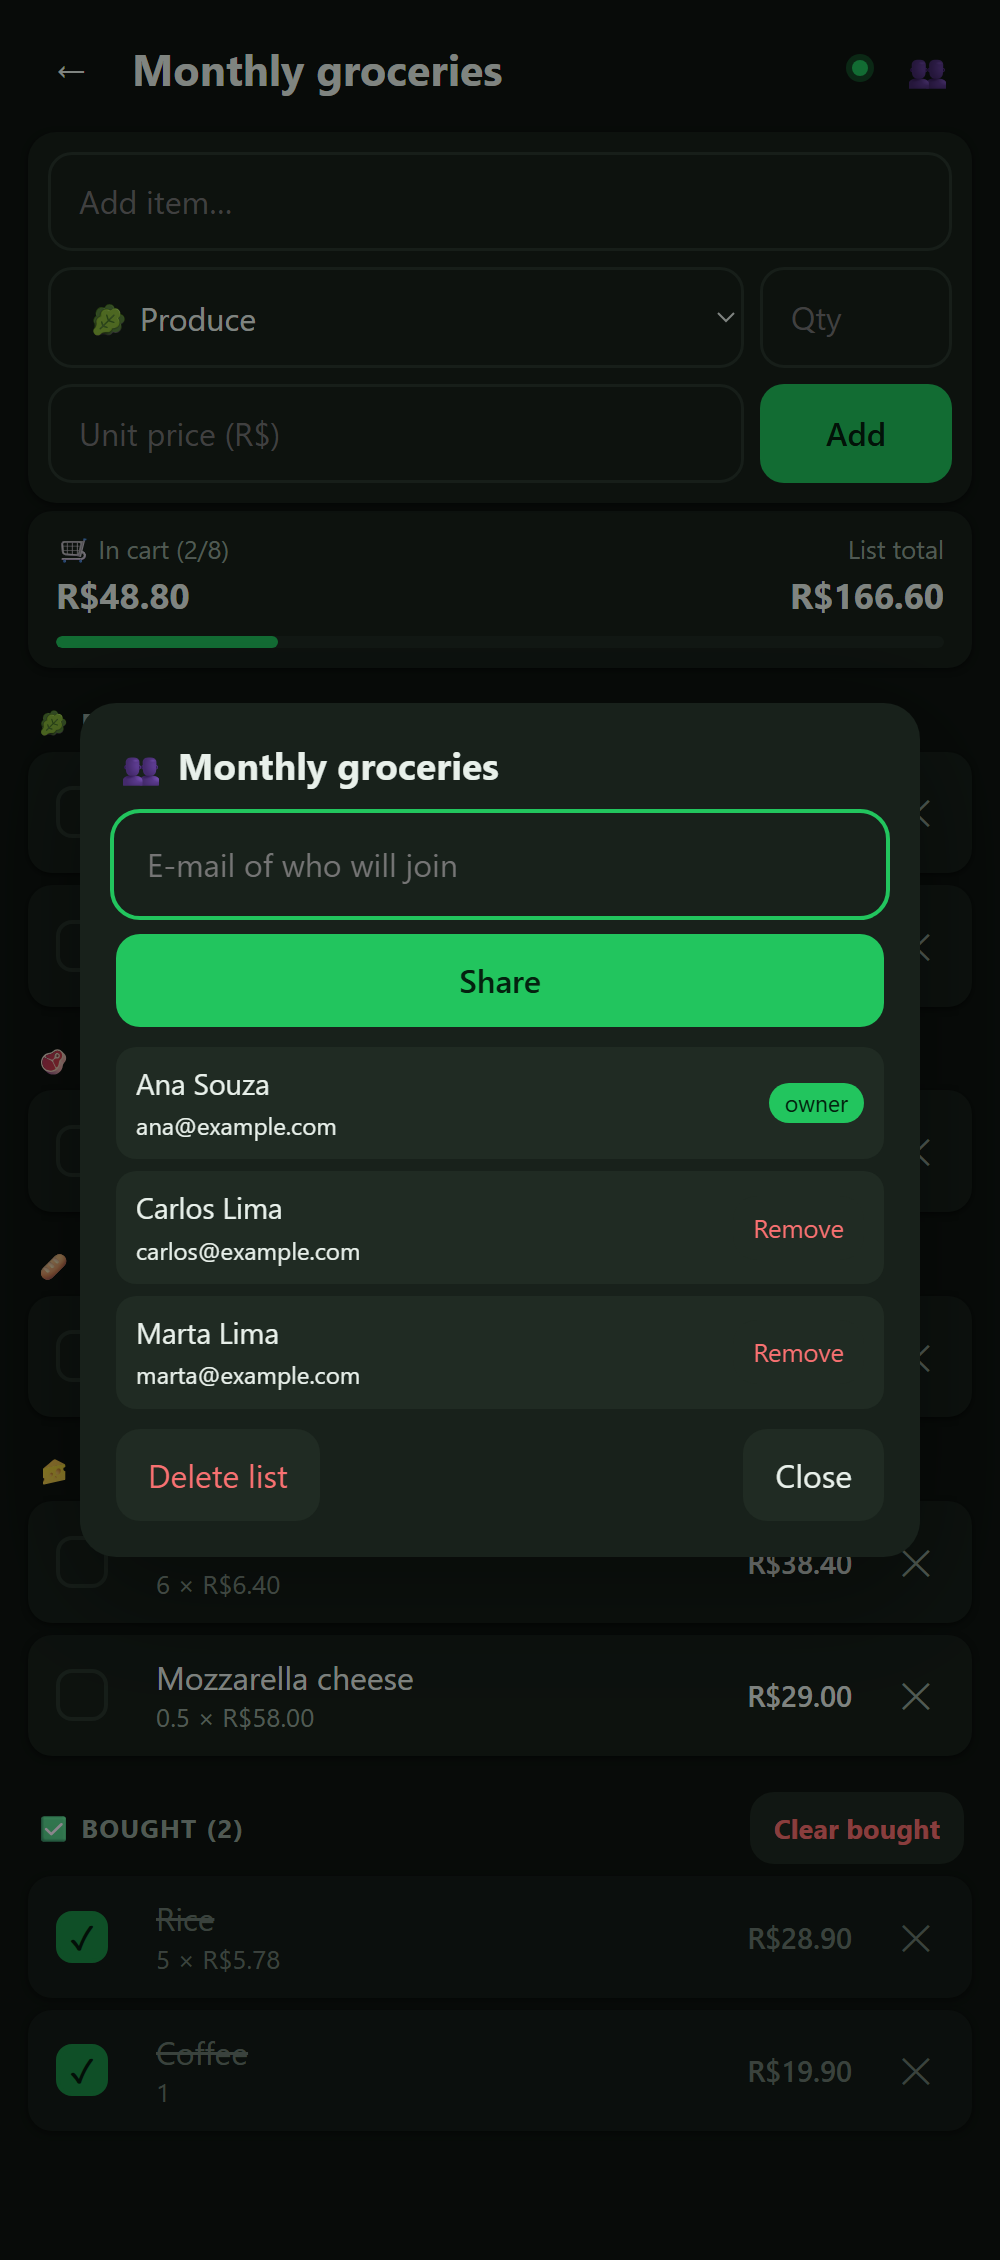 ← Monthly groceries
Add item...
Produce
Qty
Unit price (R$)
Add
In cart (2/8)
List total
R$48.80
R$166.60
Monthly groceries
E-mail of who will join
Share
Ana Souza
ana@example.com
owner
Carlos Lima
carlos@example.com
Remove
Marta Lima
marta@example.com
Remove
Delete list
Close
R$38.40
6 × R$6.40
Mozzarella cheese
0.5 × R$58.00
R$29.00
BOUGHT (2)
Clear bought
Rice
5 × R$5.78
R$28.90
Coffee
1
R$19.90